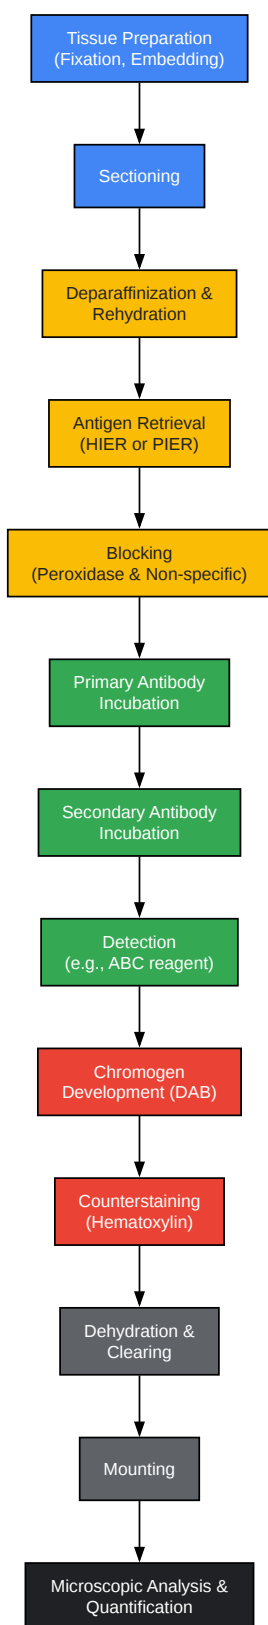 Tissue Preparation
(Fixation, Embedding)
Sectioning
Deparaffinization &
Rehydration
Antigen Retrieval
(HIER or PIER)
Blocking
(Peroxidase & Non-specific)
Primary Antibody
Incubation
Secondary Antibody
Incubation
Detection
(e.g., ABC reagent)
Chromogen
Development (DAB)
Counterstaining
(Hematoxylin)
Dehydration &
Clearing
Mounting
Microscopic Analysis &
Quantification